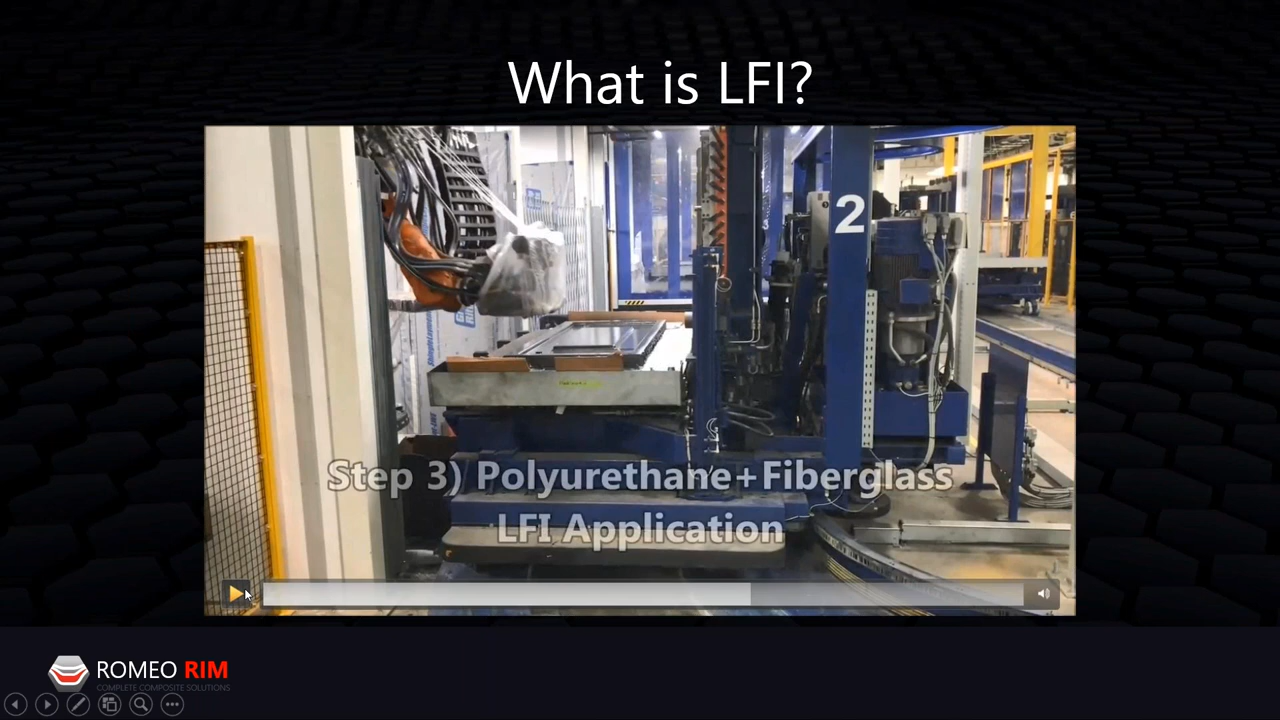 What is LFI?
2
Step 3) Polyurethane+Fiberglass
LFI Application
ROMEO RIM
COMPLETE COMPOSITE SOLUTIONS